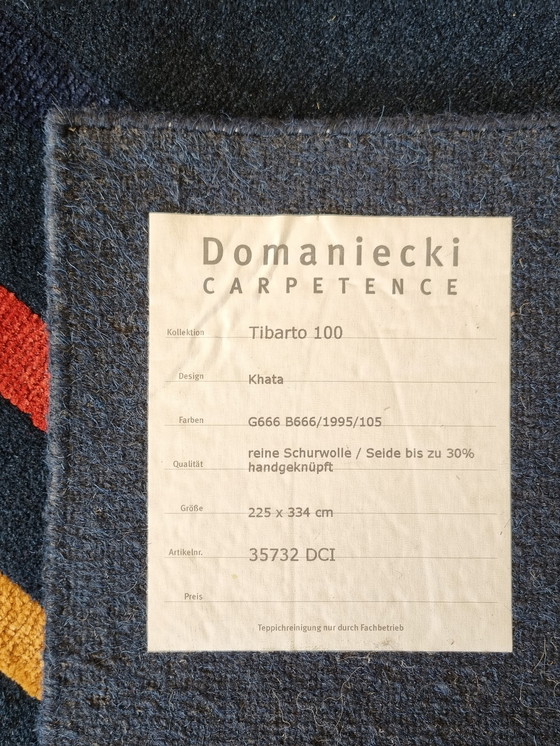 Domaniecki
CARPETENCE
Kollektion Tibarto 100
Design Khata
Farben G666 B666/1995/105
Qualität reine Schurwolle / Seide bis zu 30%
handgeknüpft
Größe 225 x 334 cm
Artikelnr. 35732 DCI
Preis
Teppichreinigung nur durch Fachbetrieb